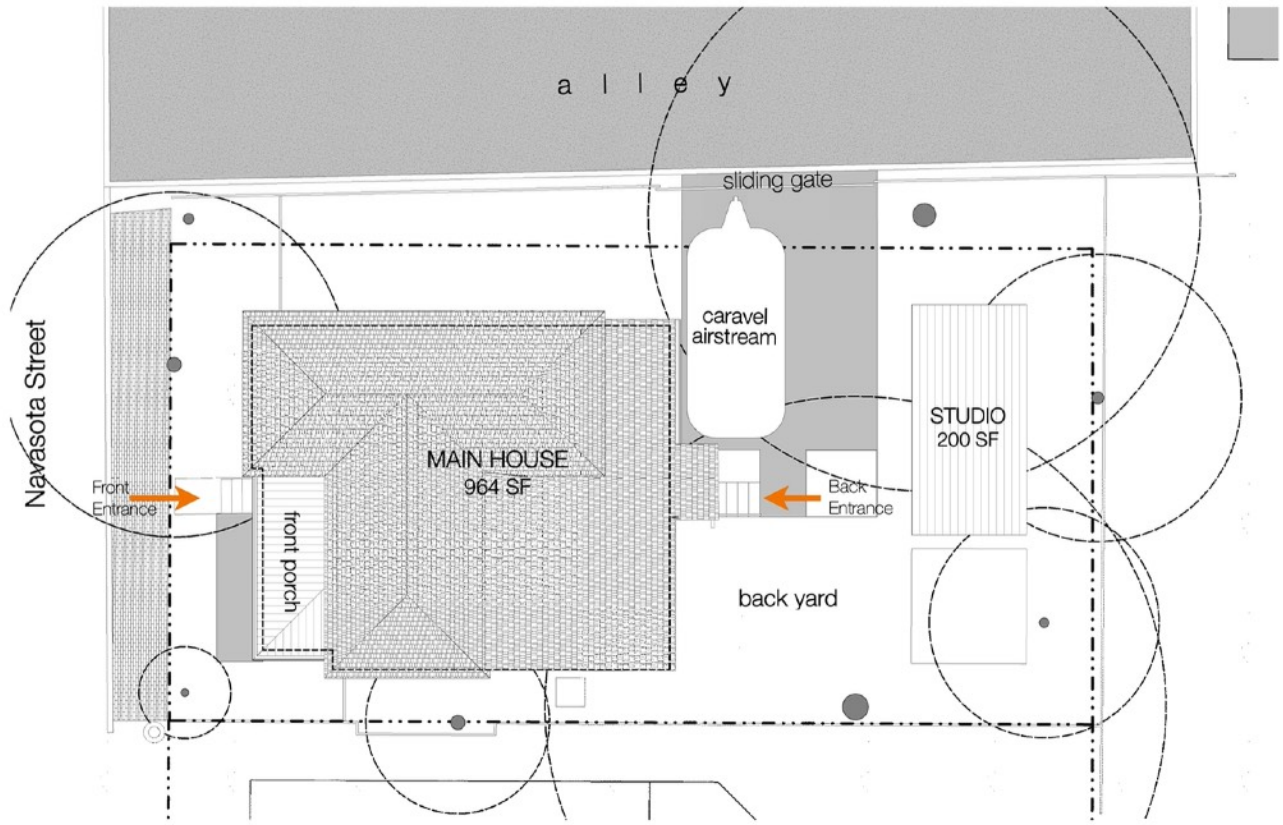 a l l e y
sliding gate
caravel
airstream
Navasota Street
STUDIO
200 SF
MAIN HOUSE
964 SF
Front
Entrance
front porch
Back
Entrance
back yard